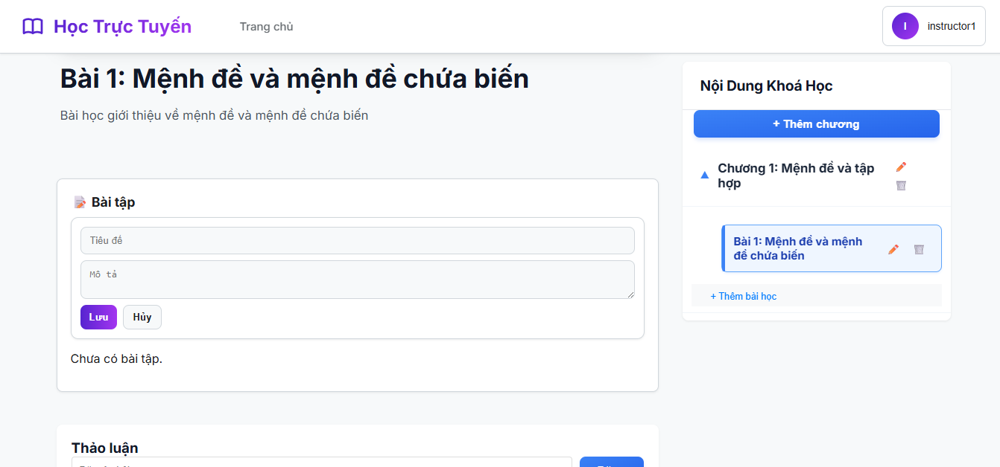 Học Trực Tuyến
Trang chủ
I
instructor1
Bài 1: Mệnh đề và mệnh đề chứa biến
Bài học giới thiệu về mệnh đề và mệnh đề chứa biến
Bài tập
Tiêu đề
Mô tả
Lưu
Hủy
Chưa có bài tập.
Thảo luận
Nội Dung Khoá Học
+ Thêm chương
Chương 1: Mệnh đề và tập
hợp
Bài 1: Mệnh đề và mệnh
đề chứa biến
+ Thêm bài học